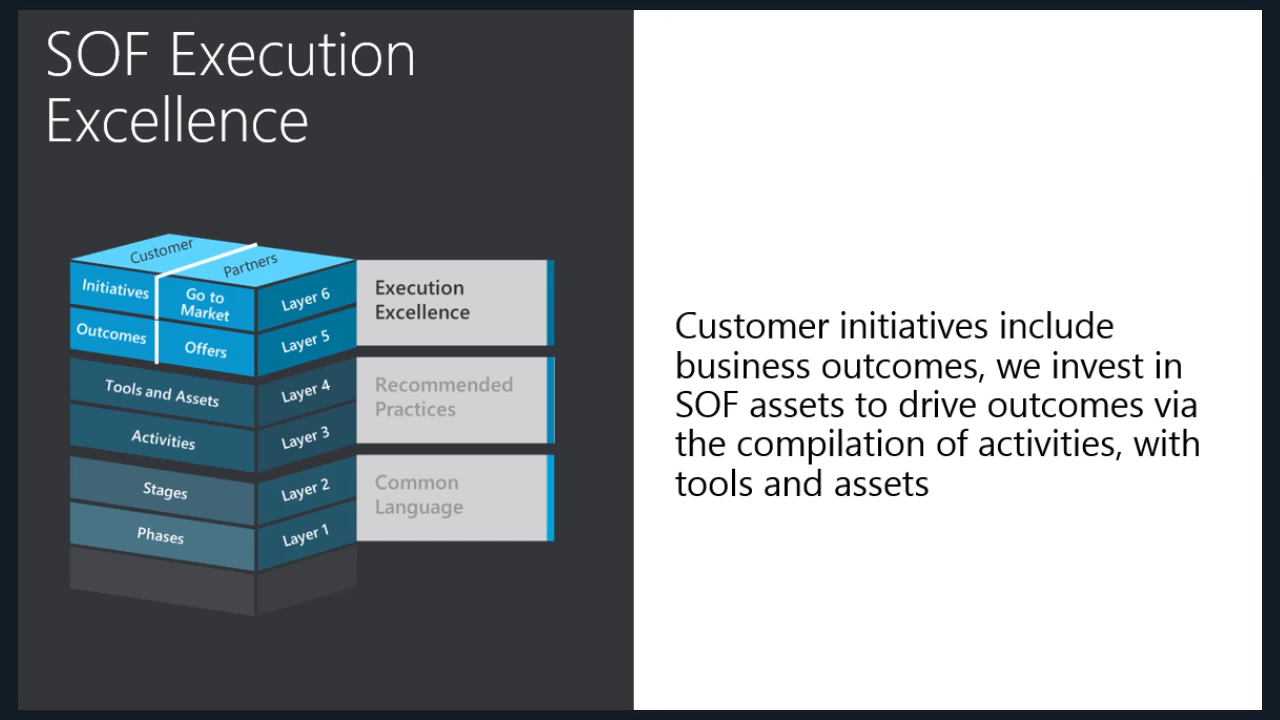 SOF Execution
Excellence
Customer
Partners
Initiatives
Go to
Market
Layer 6
Execution
Excellence
Outcomes
Offers
Layer 5
Tools and Assets
Layer 4
Recommended
Practices
Activities
Layer 3
Stages
Layer 2
Common
Language
Phases
Layer 1
Customer initiatives include
business outcomes, we invest in
SOF assets to drive outcomes via
the compilation of activities, with
tools and assets